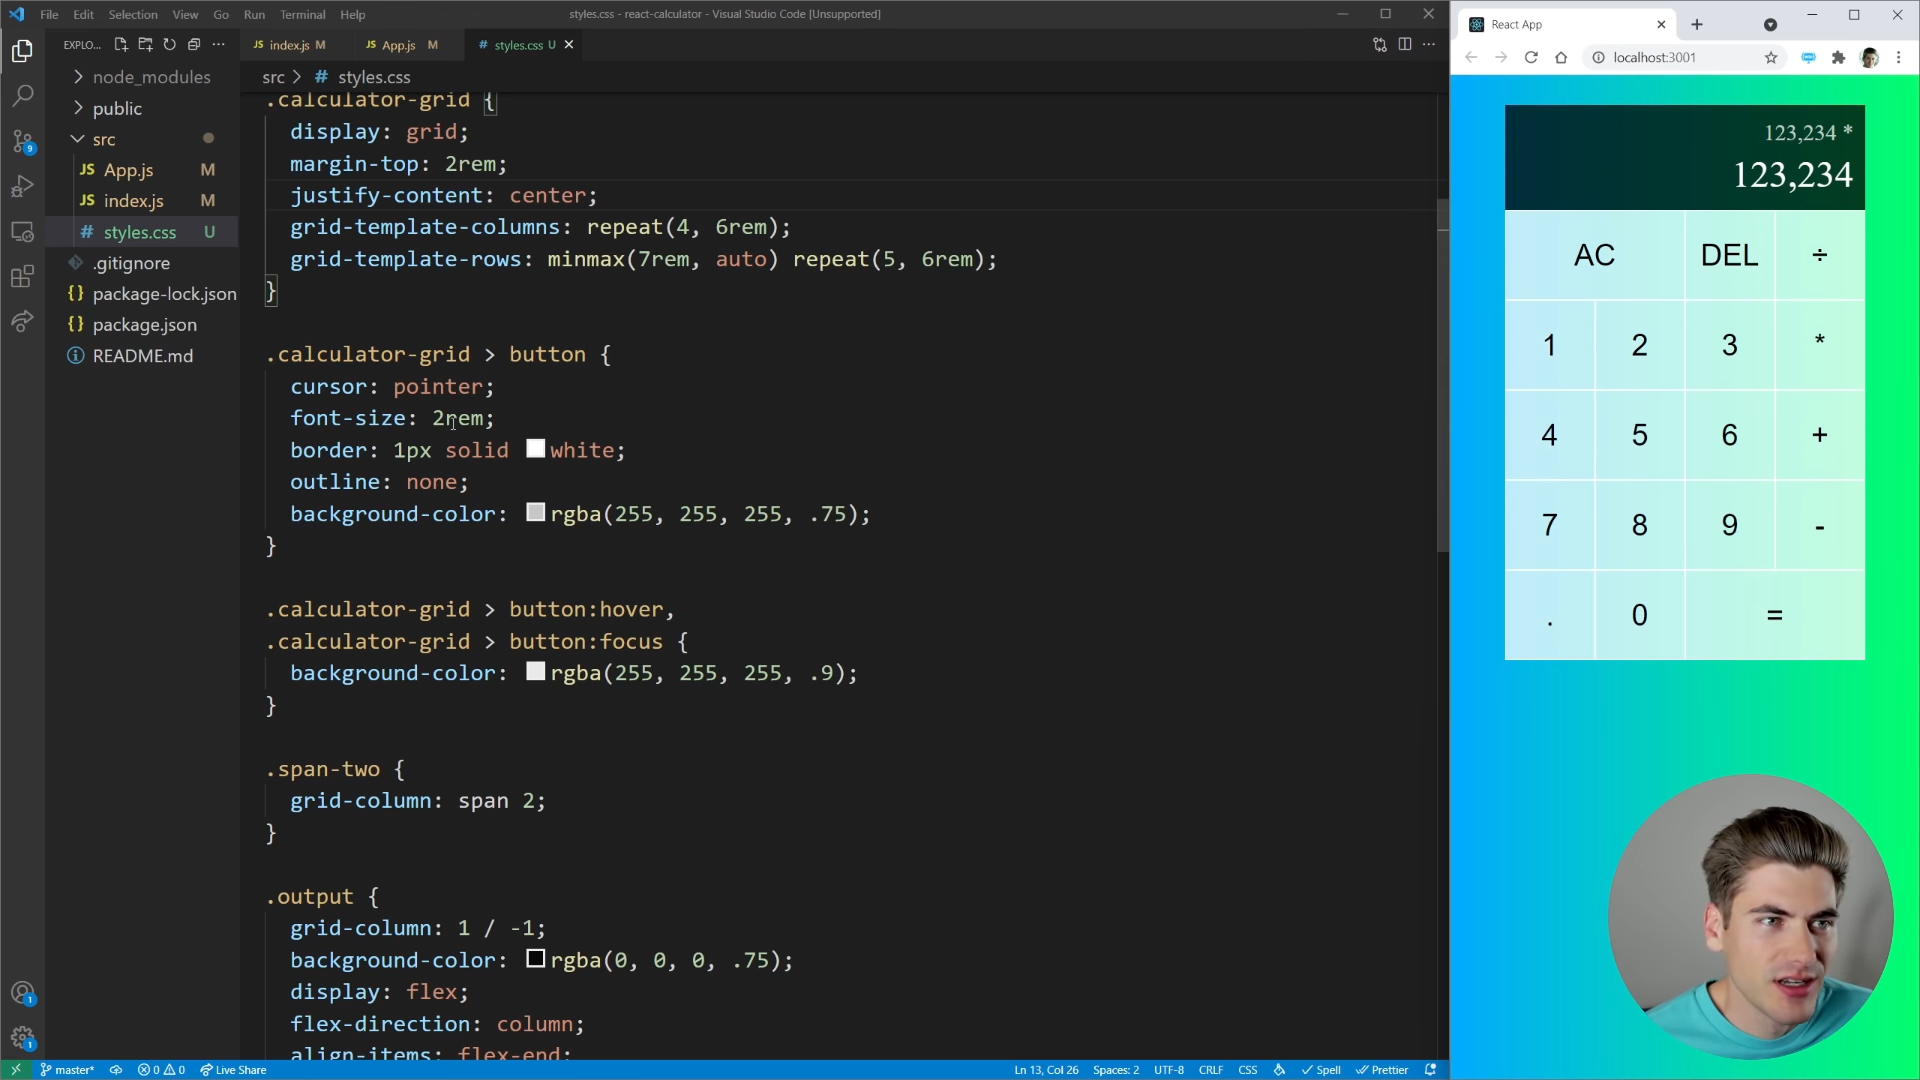 File Edit Selection View Go Run Terminal Help
styles.css - react-calculator - Visual Studio Code [Unsupported]
EXPLO...
index.js M
App.js M
styles.css U
src > # styles.css
node_modules
public
src
JS App.js M
JS index.js M
# styles.css U
.gitignore
{} package-lock.json
{} package.json
README.md
.calculator-grid {
display: grid;
margin-top: 2rem;
justify-content: center;
grid-template-columns: repeat(4, 6rem);
grid-template-rows: minmax(7rem, auto) repeat(5, 6rem);
}
.calculator-grid > button {
cursor: pointer;
font-size: 2rem;
border: 1px solid white;
outline: none;
background-color: rgba(255, 255, 255, .75);
}
.calculator-grid > button:hover,
.calculator-grid > button:focus {
background-color: rgba(255, 255, 255, .9);
}
.span-two {
grid-column: span 2;
}
.output {
grid-column: 1 / -1;
background-color: rgba(0, 0, 0, .75);
display: flex;
flex-direction: column;
align-items: flex-end;
9
1
1
master*
0 0
Live Share
Ln 13, Col 26 Spaces: 2 UTF-8 CRLF CSS Spell Prettier
React App
localhost:3001
123,234 *
123,234
AC DEL ÷
1 2 3 *
4 5 6 +
7 8 9 -
. 0 =